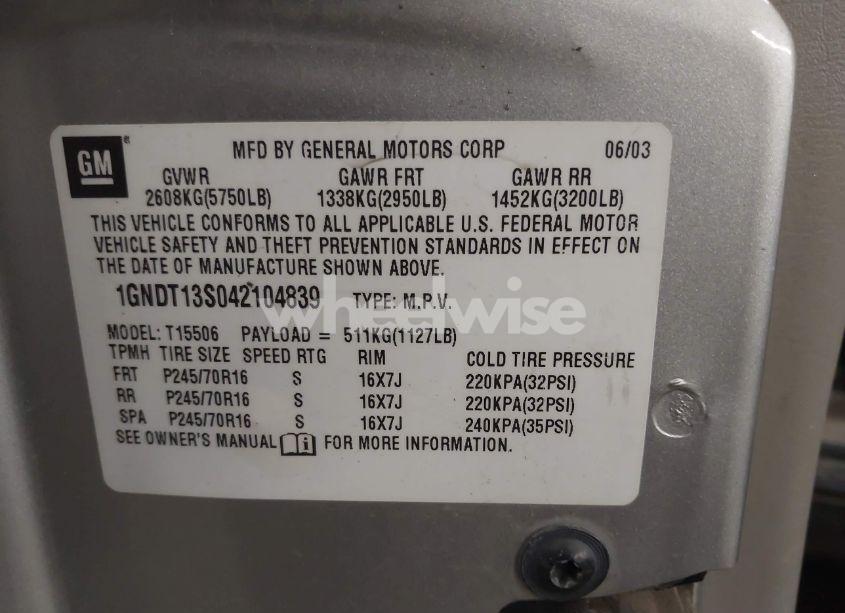 GM
MFD BY GENERAL MOTORS CORP 06/03
GVWR GAWR FRT GAWR RR
2608KG(5750LB) 1338KG(2950LB) 1452KG(3200LB)
THIS VEHICLE CONFORMS TO ALL APPLICABLE U.S. FEDERAL MOTOR
VEHICLE SAFETY AND THEFT PREVENTION STANDARDS IN EFFECT ON
THE DATE OF MANUFACTURE SHOWN ABOVE.
1GNDT13S042104839 TYPE: M.P.V.
wheelwise
MODEL: T15506 PAYLOAD = 511KG(1127LB)
TPMH TIRE SIZE SPEED RTG RIM COLD TIRE PRESSURE
FRT P245/70R16 S 16X7J 220KPA(32PSI)
RR P245/70R16 S 16X7J 220KPA(32PSI)
SPA P245/70R16 S 16X7J 240KPA(35PSI)
SEE OWNER'S MANUAL FOR MORE INFORMATION.